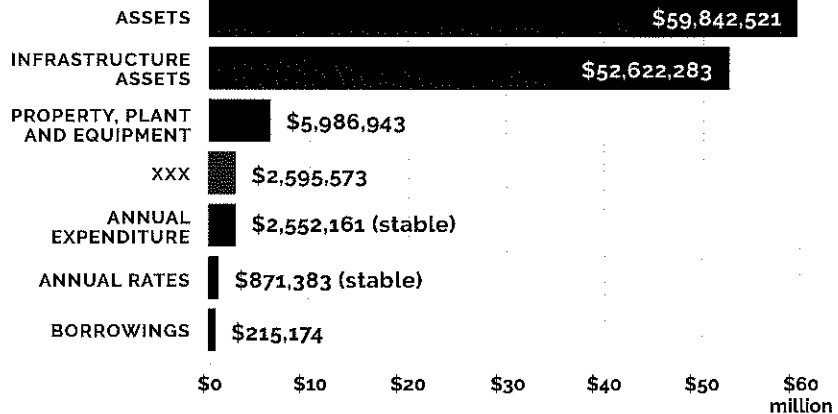 ASSETS
$59,842,521
INFRASTRUCTURE
ASSETS
$52,622,283
PROPERTY, PLANT
AND EQUIPMENT
$5,986,943
XXX
$2,595,573
ANNUAL
EXPENDITURE
$2,552,161 (stable)
ANNUAL RATES
$871,383 (stable)
BORROWINGS
$215,174
$0 $10 $20 $30 $40 $50 $60
million